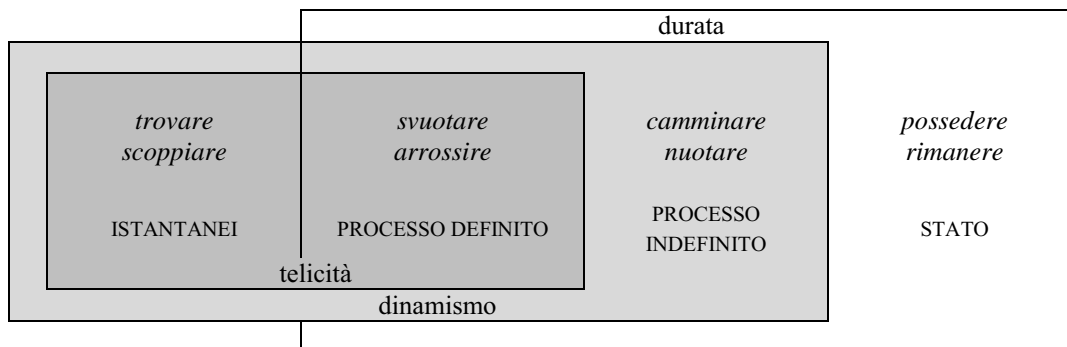 durata
trovare svuotare camminare possedere
scoppiare arrossire nuotare rimanere
ISTANTANEI PROCESSO DEFINITO PROCESSO INDEFINITO STATO
telicità
dinamismo